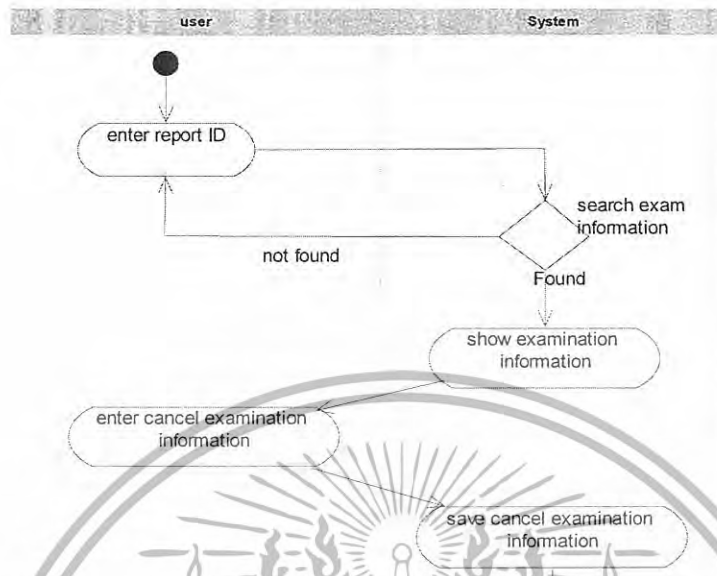 user
System
enter report ID
search exam
information
not found
Found
show examination
information
enter cancel examination
information
save cancel examination
information